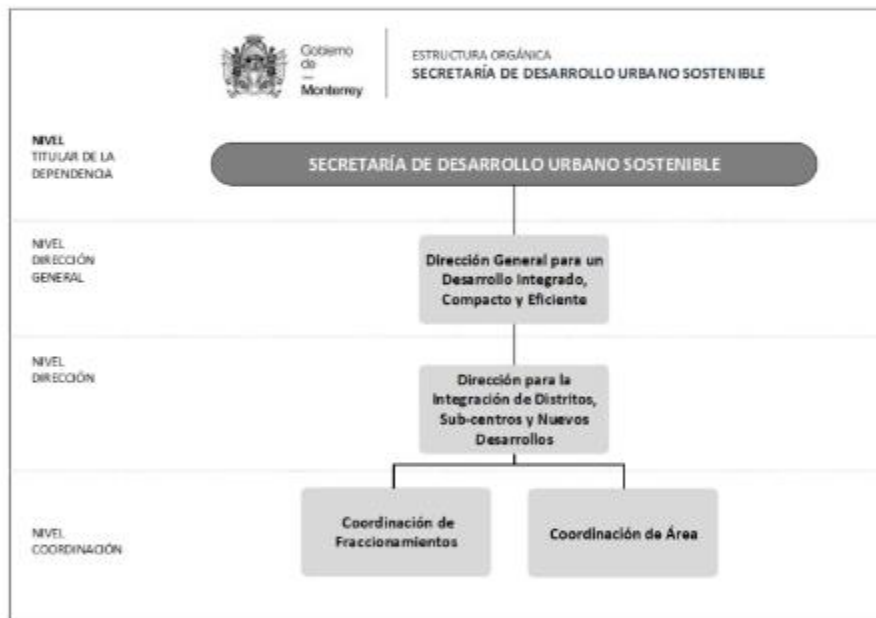 Gobierno
de
—
Monterrey
ESTRUCTURA ORGÁNICA
SECRETARÍA DE DESARROLLO URBANO SOSTENIBLE
NIVEL
TITULAR DE LA
DEPENDENCIA
SECRETARÍA DE DESARROLLO URBANO SOSTENIBLE
NIVEL
DIRECCIÓN
GENERAL
Dirección General para un
Desarrollo Integrado,
Compacto y Eficiente
NIVEL
DIRECCIÓN
Dirección para la
Integración de Distritos,
Sub-centros y Nuevos
Desarrollos
NIVEL
COORDINACIÓN
Coordinación de
Fraccionamientos
Coordinación de Área